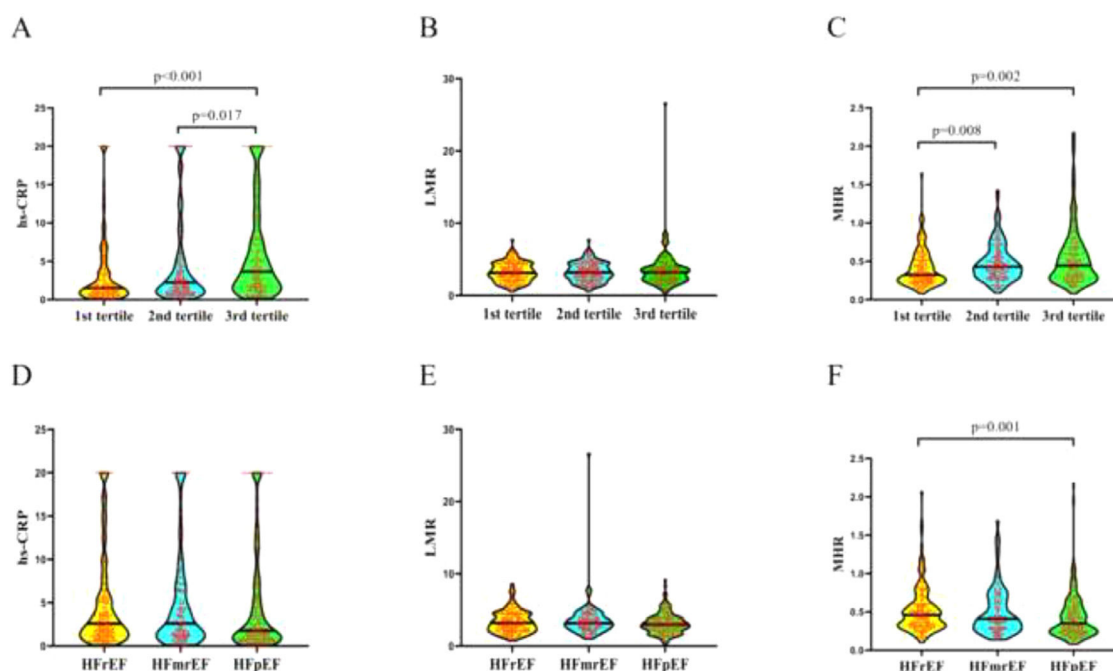 A
p<0.001
p=0.017
25
20
15
10
5
0
hs-CRP
1st tertile 2nd tertile 3rd tertile
B
30
20
10
0
LMR
1st tertile 2nd tertile 3rd tertile
C
p=0.002
p=0.008
2.5
2.0
1.5
1.0
0.5
0.0
MHR
1st tertile 2nd tertile 3rd tertile
D
25
20
15
10
5
0
hs-CRP
HFrEF HFmrEF HFpEF
E
30
20
10
0
LMR
HFrEF HFmrEF HFpEF
F
p=0.001
2.5
2.0
1.5
1.0
0.5
0.0
MHR
HFrEF HFmrEF HFpEF